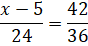 (x - 5)/24 = 42/36